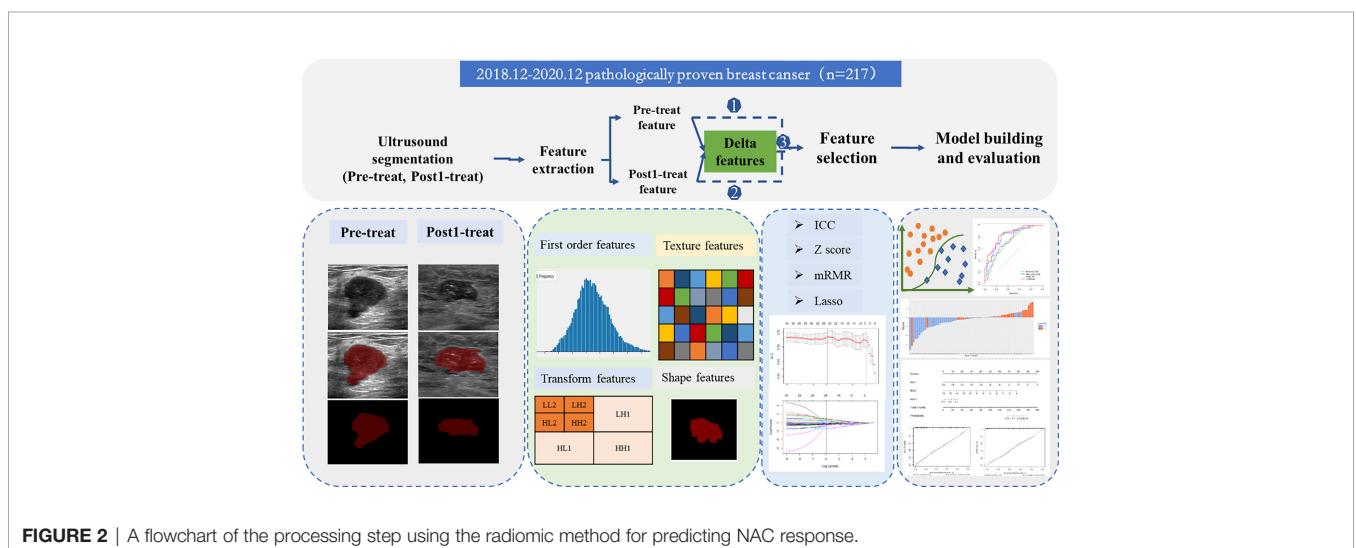 2018.12-2020.12 pathologically proven breast canser（n=217）
1
Pre-treat
feature
Ultrasound
segmentation
(Pre-treat, Post1-treat)
Feature
extraction
Delta
features
3
Feature
selection
Model building
and evaluation
Post1-treat
feature
2
Pre-treat
Post1-treat
First order features
Texture features
Frequency
Transform features
Shape features
LL2
LH2
LH1
HL2
HH2
HL1
HH1
➤ ICC
➤ Z score
➤ mRMR
➤ Lasso
Log Lambda
FIGURE 2 | A flowchart of the processing step using the radiomic method for predicting NAC response.